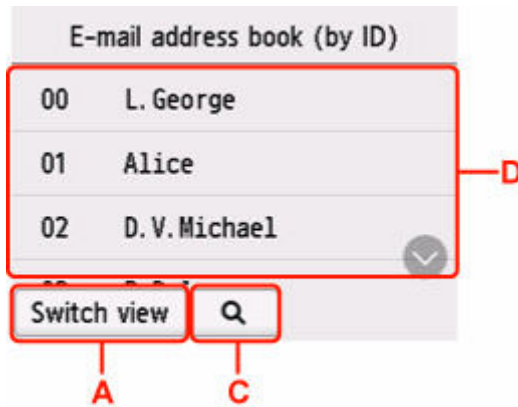 E-mail address book (by ID)
00 L.George
01 Alice
02 D.V.Michael
D
Switch view
A
C